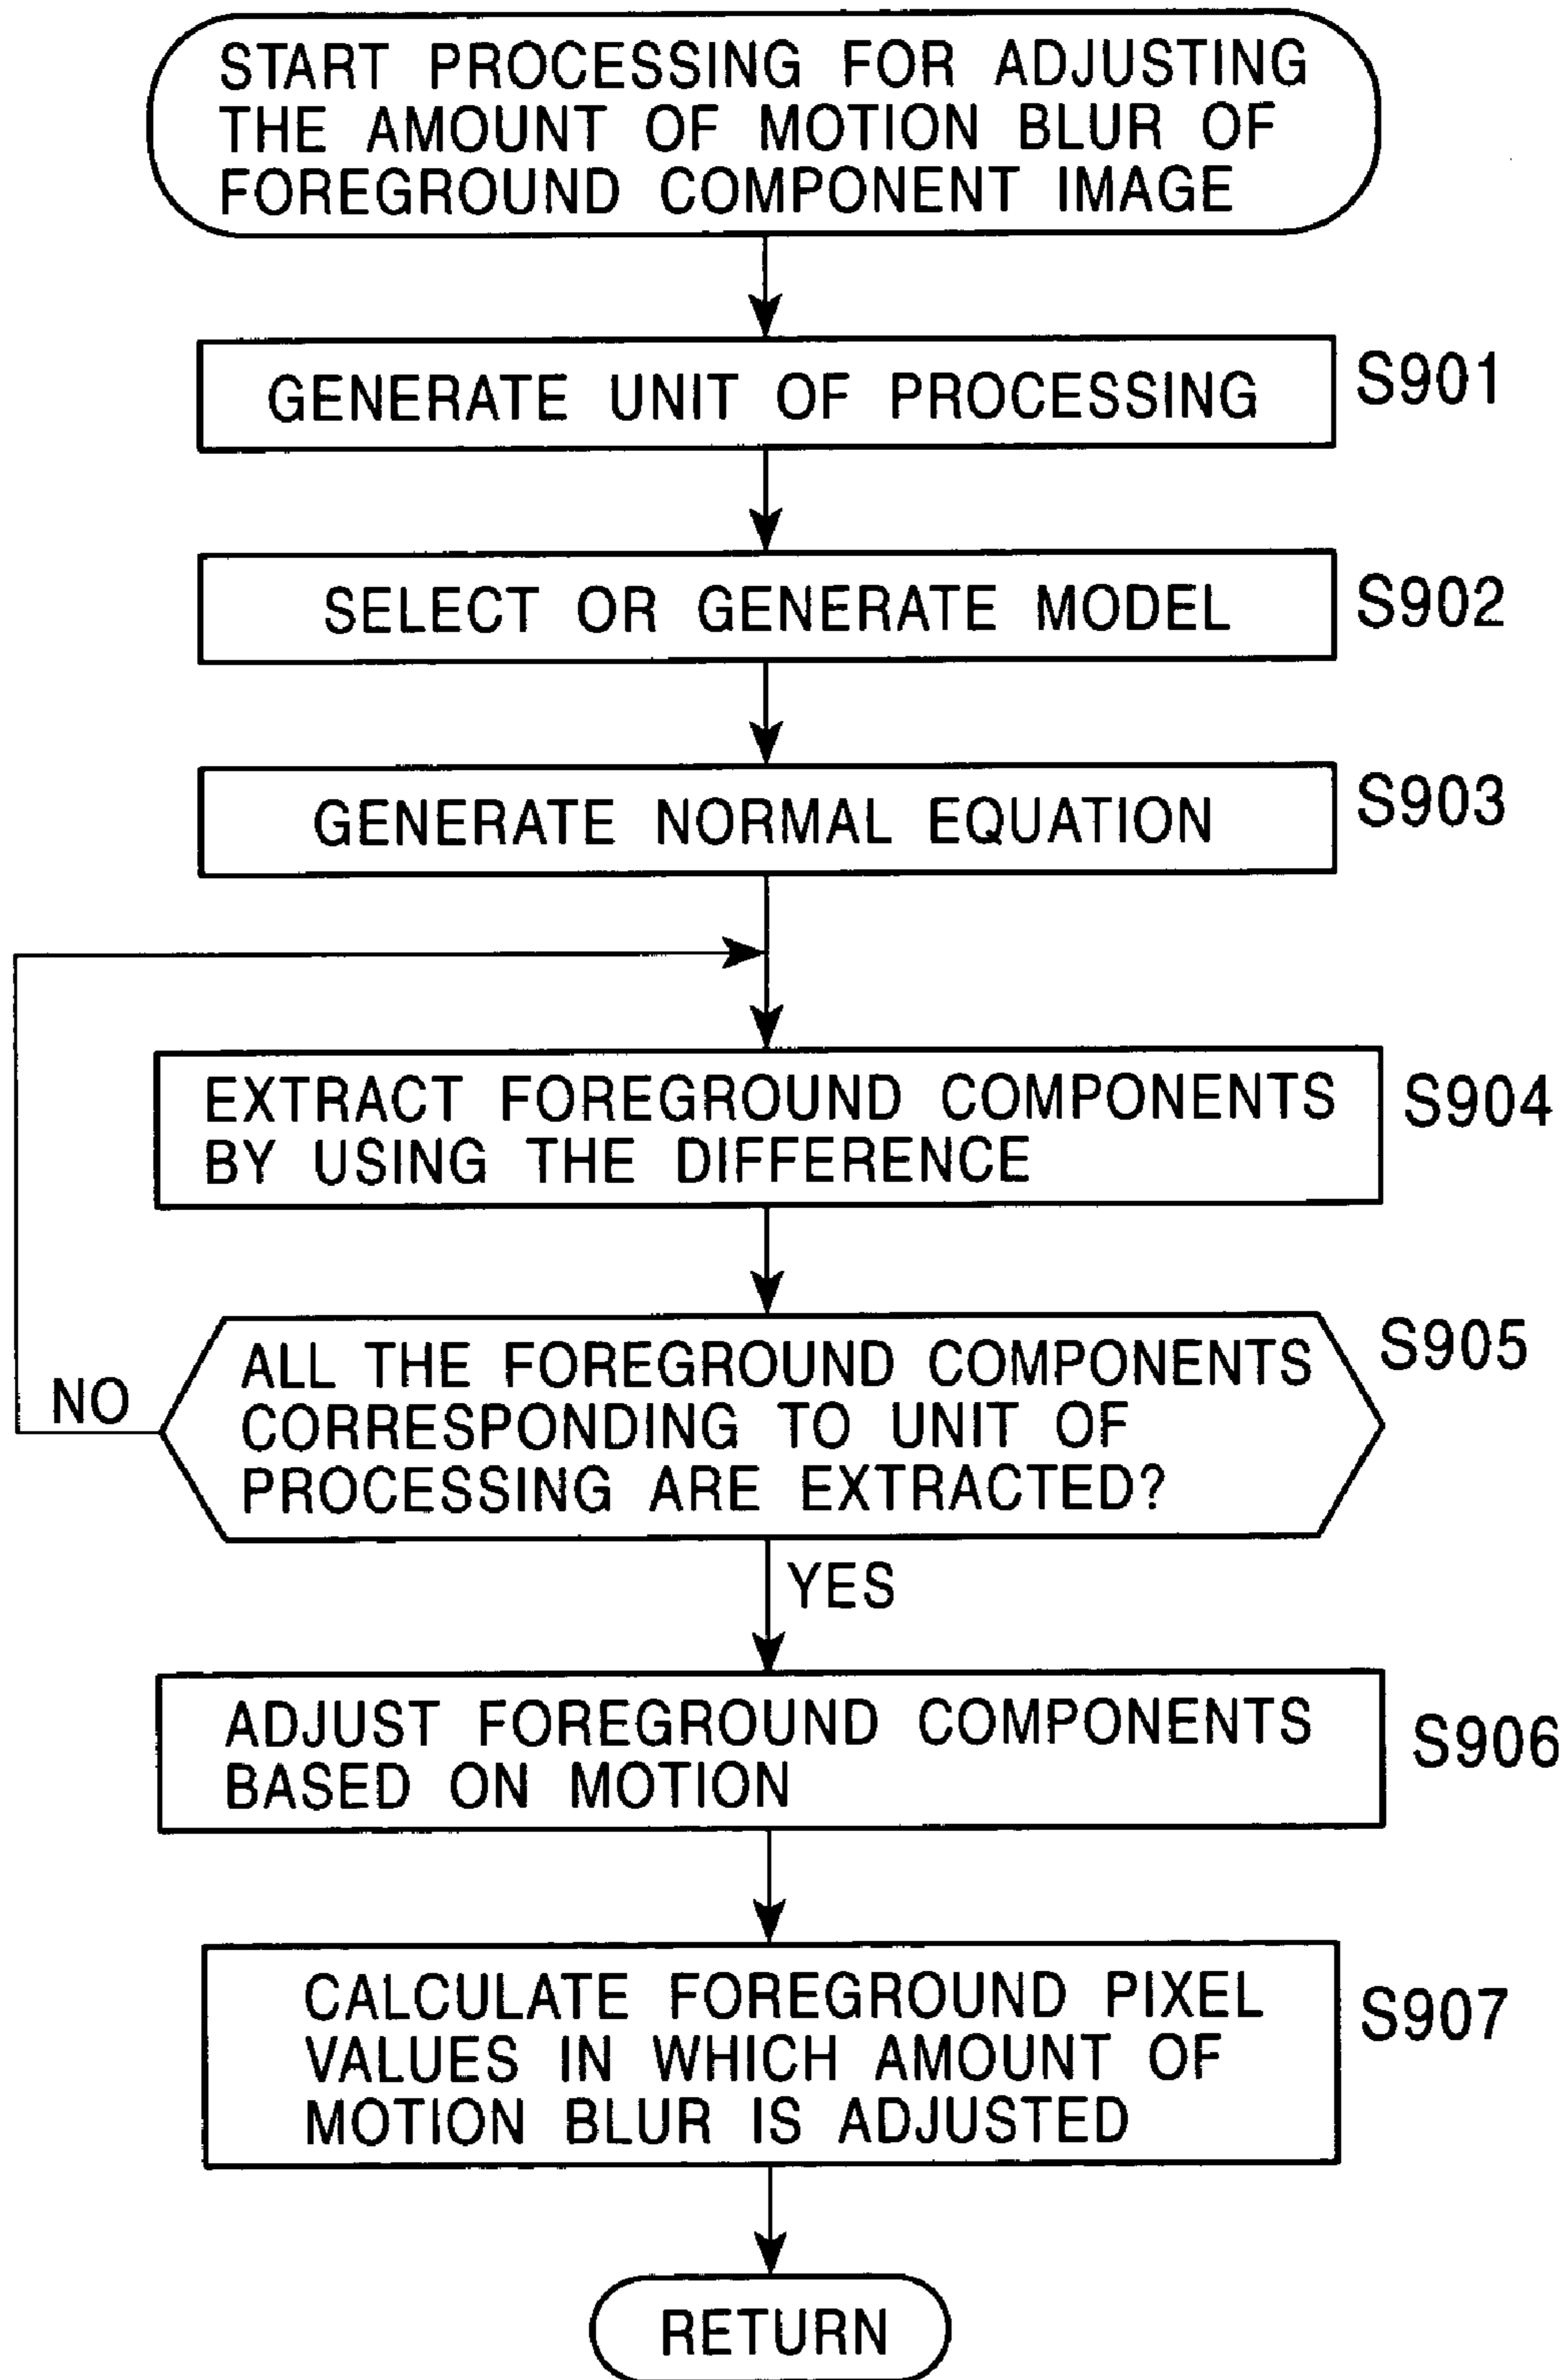 START PROCESSING FOR ADJUSTING
THE AMOUNT OF MOTION BLUR OF
FOREGROUND COMPONENT IMAGE
GENERATE UNIT OF PROCESSING
S901
SELECT OR GENERATE MODEL
S902
GENERATE NORMAL EQUATION
S903
EXTRACT FOREGROUND COMPONENTS
BY USING THE DIFFERENCE
S904
ALL THE FOREGROUND COMPONENTS
CORRESPONDING TO UNIT OF
PROCESSING ARE EXTRACTED?
S905
NO
YES
ADJUST FOREGROUND COMPONENTS
BASED ON MOTION
S906
CALCULATE FOREGROUND PIXEL
VALUES IN WHICH AMOUNT OF
MOTION BLUR IS ADJUSTED
S907
RETURN